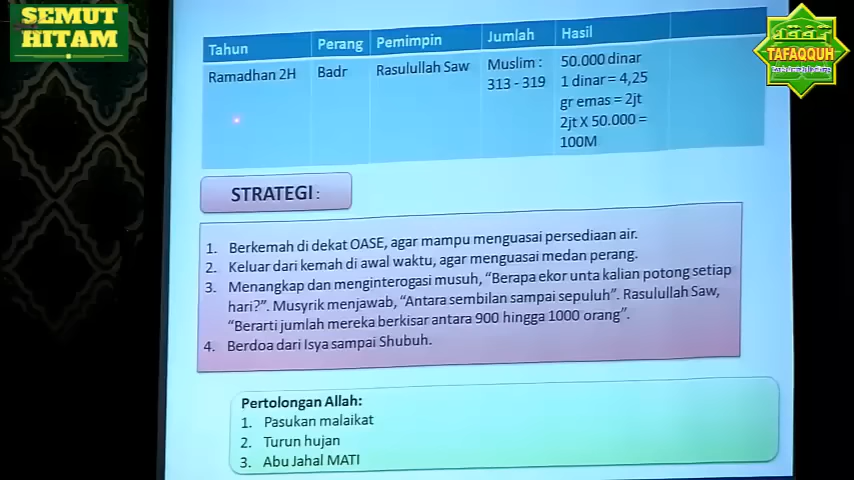 SEMUT
HITAM
TAFAQQUH
Tahun Perang Pemimpin Jumlah Hasil
Ramadhan 2H Badr Rasulullah Saw Muslim : 50.000 dinar
313 - 319 1 dinar = 4,25
gr emas = 2jt
2jt X 50.000 =
100M
STRATEGI :
1. Berkemah di dekat OASE, agar mampu menguasai persediaan air.
2. Keluar dari kemah di awal waktu, agar menguasai medan perang.
3. Menangkap dan menginterogasi musuh, “Berapa ekor unta kalian potong setiap
hari?”. Musyrik menjawab, “Antara sembilan sampai sepuluh”. Rasulullah Saw,
“Berarti jumlah mereka berkisar antara 900 hingga 1000 orang”.
4. Berdoa dari Isya sampai Shubuh.
Pertolongan Allah:
1. Pasukan malaikat
2. Turun hujan
3. Abu Jahal MATI